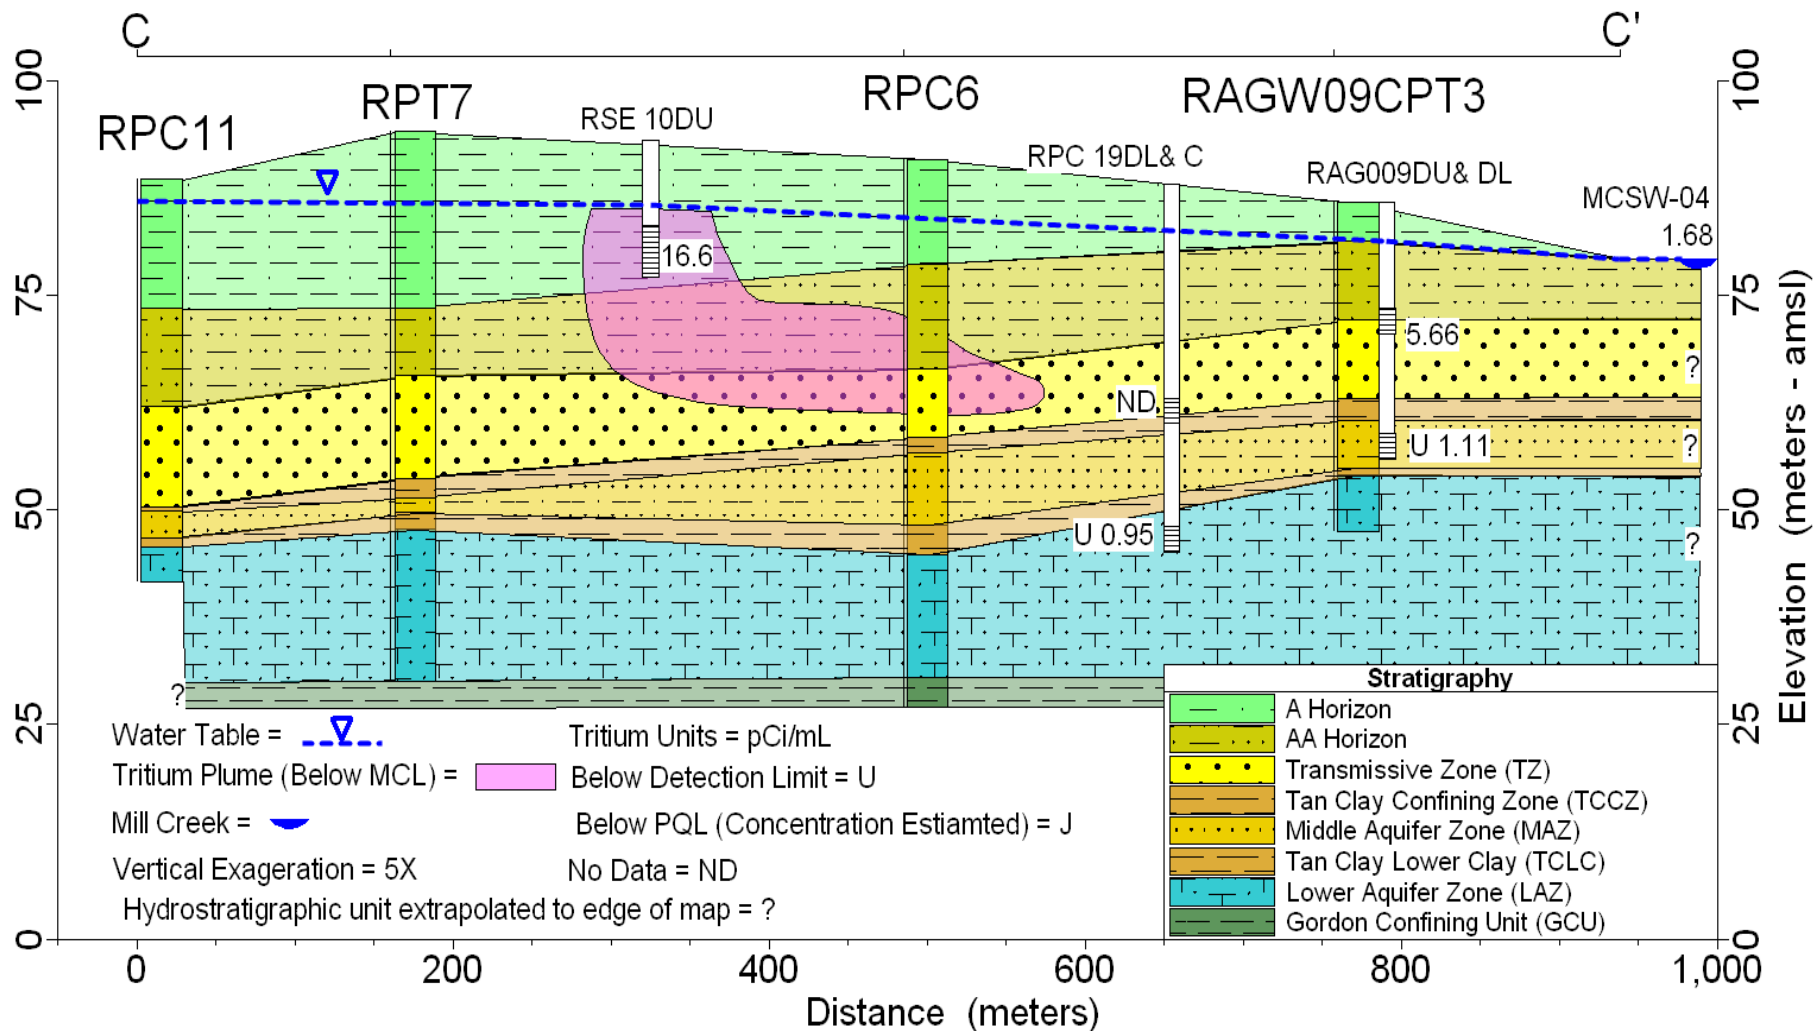 C C'
RPC11
RPT7
RSE 10DU
RPC6
RPC 19DL& C
RAGW09CPT3
RAG009DU& DL
MCSW-04
1.68
16.6
5.66
ND
U 1.11
U 0.95
?
?
?
?
100
75
50
25
0
100
75
50
25
0
Elevation (meters - amsl)
Water Table =
Tritium Units = pCi/mL
Tritium Plume (Below MCL) =
Below Detection Limit = U
Mill Creek =
Below PQL (Concentration Estiamted) = J
Vertical Exageration = 5X
No Data = ND
Hydrostratigraphic unit extrapolated to edge of map = ?
Stratigraphy
A Horizon
AA Horizon
Transmissive Zone (TZ)
Tan Clay Confining Zone (TCCZ)
Middle Aquifer Zone (MAZ)
Tan Clay Lower Clay (TCLC)
Lower Aquifer Zone (LAZ)
Gordon Confining Unit (GCU)
0 200 400 600 800 1,000
Distance (meters)